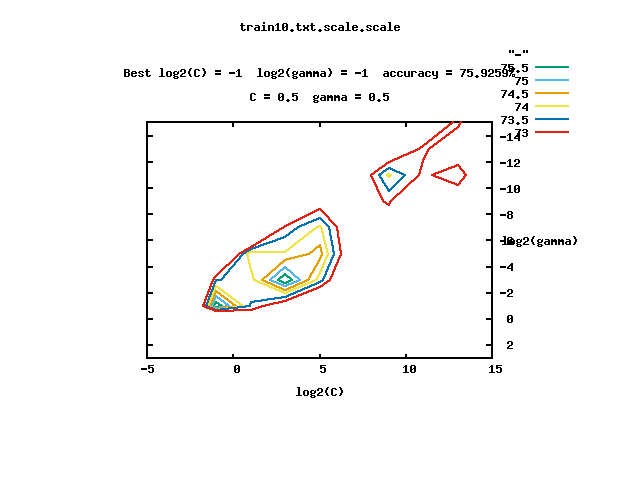 train10.txt.scale.scale
"-"
Best log2(C) = -1  log2(gamma) = -1  accuracy = 75.9259%
C = 0.5  gamma = 0.5
75.5
75
74.5
74
73.5
73
-14
-12
-10
-8
-6
log2(gamma)
-4
-2
0
2
-5 0 5 10 15
log2(C)